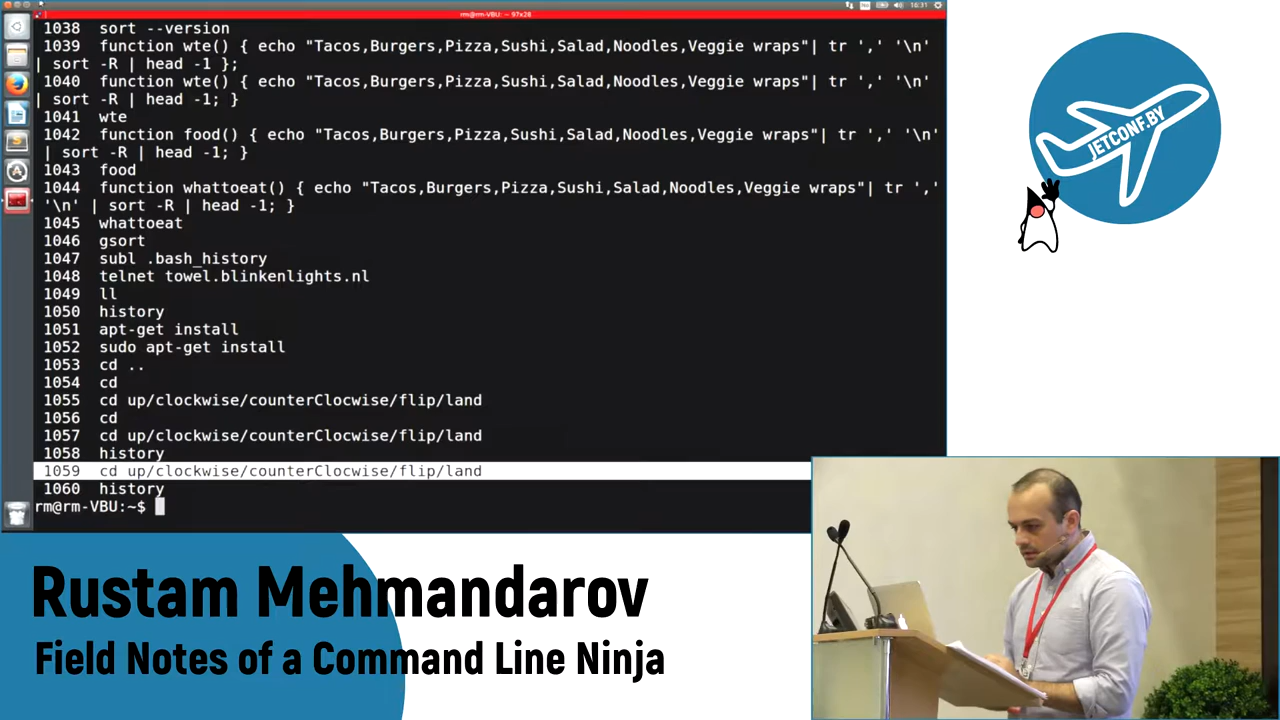 rm@rm-VBU: ~ 97x28
16:31
1038 sort --version
1039 function wte() { echo "Tacos,Burgers,Pizza,Sushi,Salad,Noodles,Veggie wraps"| tr ',' '\n'
| sort -R | head -1 };
1040 function wte() { echo "Tacos,Burgers,Pizza,Sushi,Salad,Noodles,Veggie wraps"| tr ',' '\n'
| sort -R | head -1; }
1041 wte
1042 function food() { echo "Tacos,Burgers,Pizza,Sushi,Salad,Noodles,Veggie wraps"| tr ',' '\n'
| sort -R | head -1; }
1043 food
1044 function whattoeat() { echo "Tacos,Burgers,Pizza,Sushi,Salad,Noodles,Veggie wraps"| tr ','
'\n' | sort -R | head -1; }
1045 whattoeat
1046 gsort
1047 subl .bash_history
1048 telnet towel.blinkenlights.nl
1049 ll
1050 history
1051 apt-get install
1052 sudo apt-get install
1053 cd ..
1054 cd
1055 cd up/clockwise/counterClocwise/flip/land
1056 cd
1057 cd up/clockwise/counterClocwise/flip/land
1058 history
1059 cd up/clockwise/counterClocwise/flip/land
1060 history
rm@rm-VBU:~$
JETCONF.BY
Rustam Mehmandarov
Field Notes of a Command Line Ninja